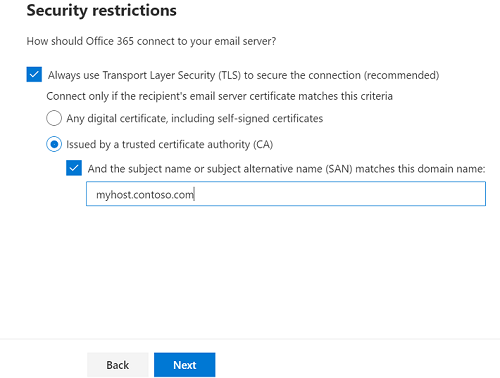 Security restrictions
How should Office 365 connect to your email server?
Always use Transport Layer Security (TLS) to secure the connection (recommended)
Connect only if the recipient's email server certificate matches this criteria
Any digital certificate, including self-signed certificates
Issued by a trusted certificate authority (CA)
And the subject name or subject alternative name (SAN) matches this domain name:
myhost.contoso.com
Back Next